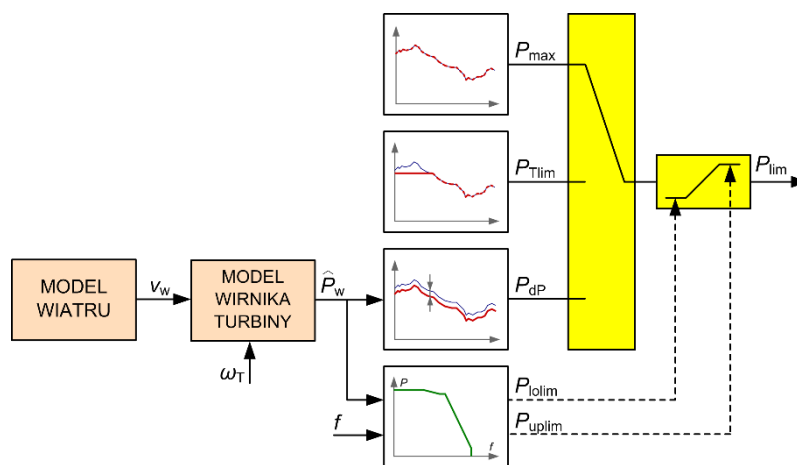 P_max
P_Tlim
P_lim
MODEL
WIATRU
v_w
MODEL
WIRNIKA
TURBINY
P̂_w
P_dP
ω_T
f
P
f
P_lolim
P_uplim